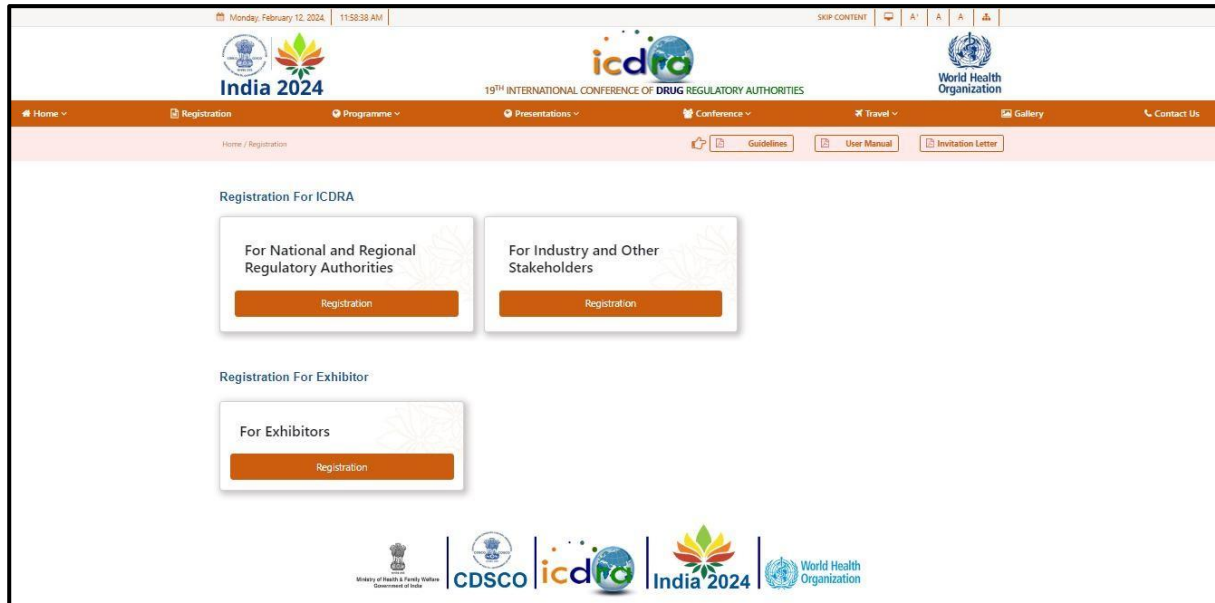 Monday, February 12, 2024, 11:58:38 AM SKIP CONTENT A+ A A
India 2024
icdra
19TH INTERNATIONAL CONFERENCE OF DRUG REGULATORY AUTHORITIES
World Health
Organization
Home Registration Programme Presentations Conference Travel Gallery Contact Us
Home / Registration Guidelines User Manual Invitation Letter
Registration For ICDRA
For National and Regional
Regulatory Authorities
Registration
For Industry and Other
Stakeholders
Registration
Registration For Exhibitor
For Exhibitors
Registration
Ministry of Health & Family Welfare
Government of India
CDSCO
icdra
India 2024
World Health
Organization